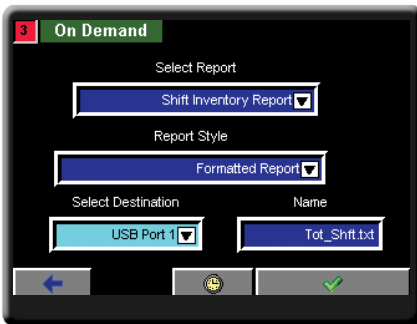 3 On Demand
Select Report
Shift Inventory Report
Report Style
Formatted Report
Select Destination Name
USB Port 1 Tot_Shft.txt